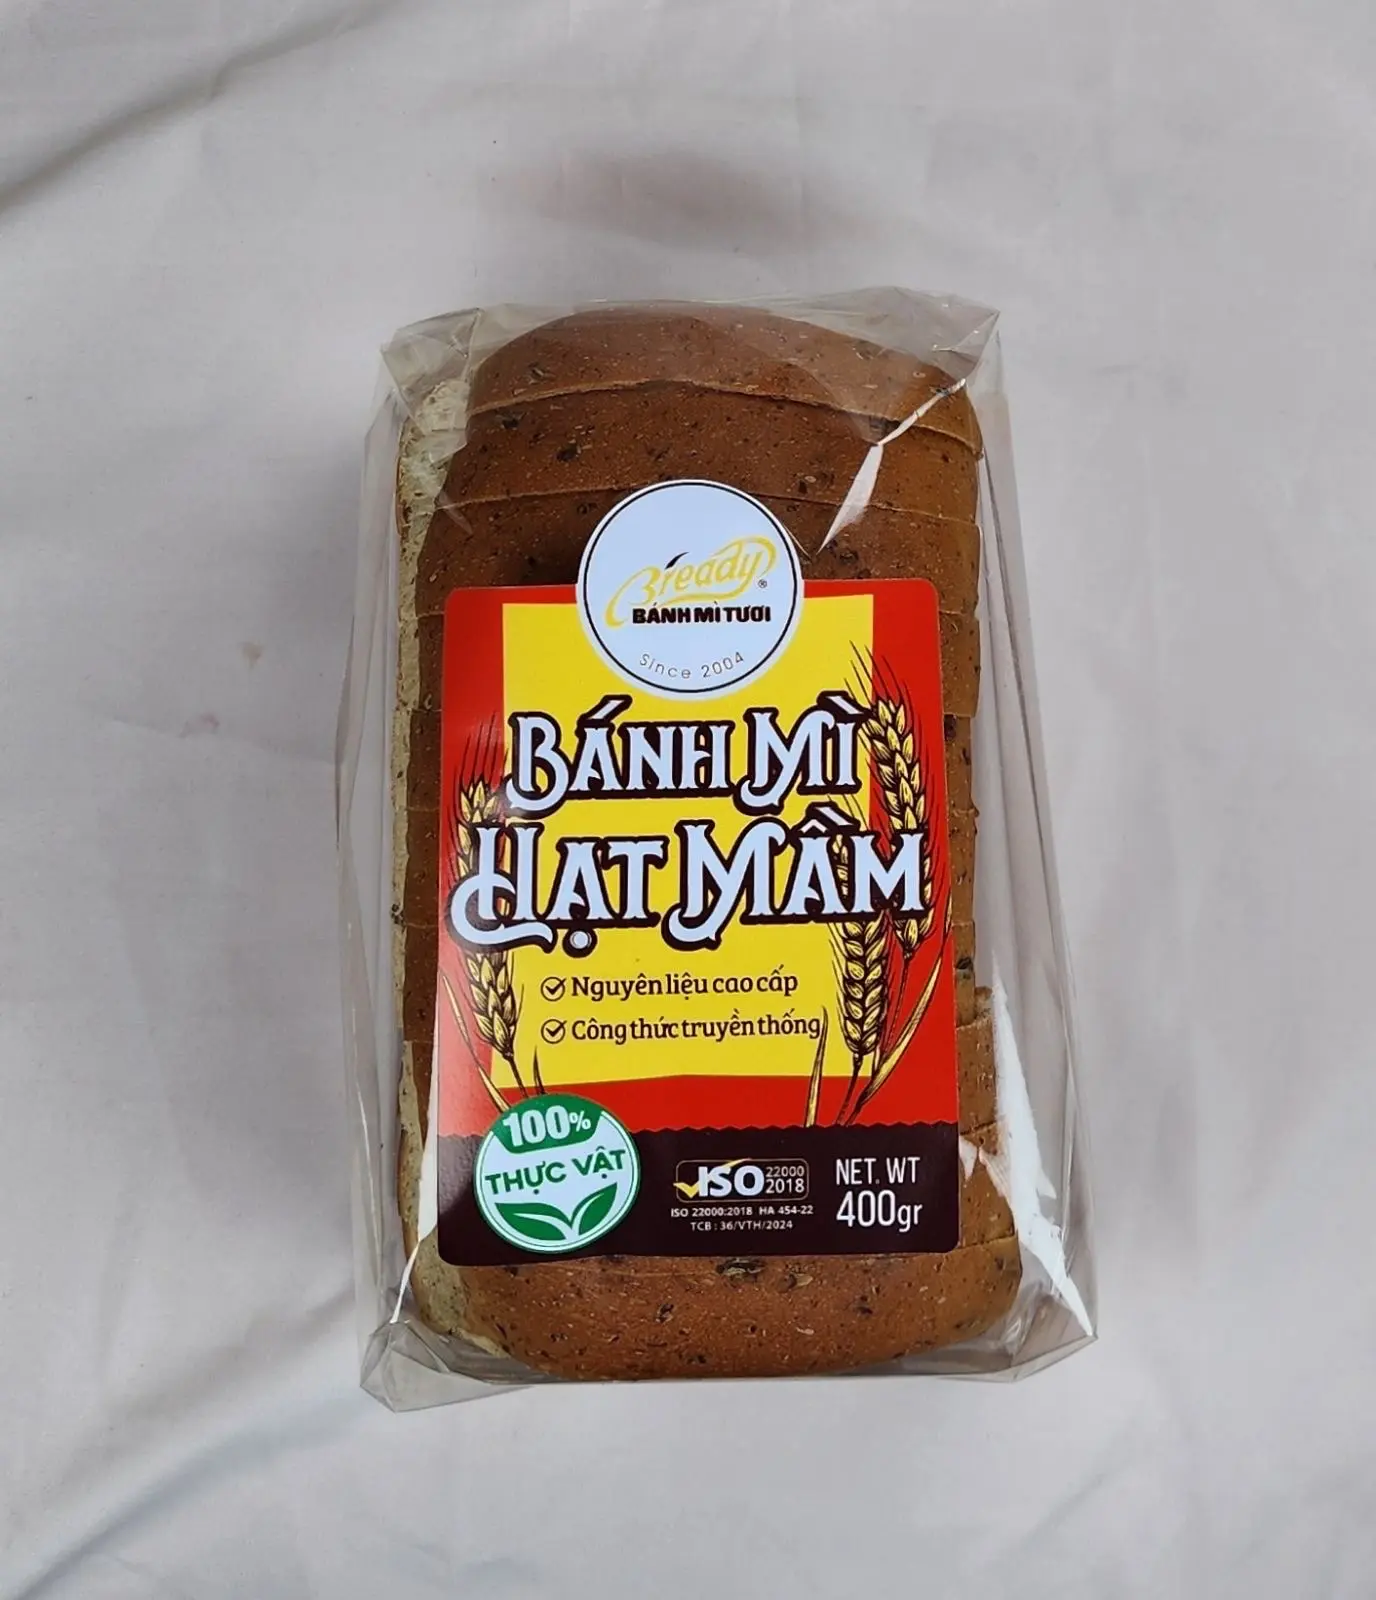 Bready®
BÁNH MÌ TƯƠI
Since 2004
BÁNH MÌ
HẠT MẦM
Nguyên liệu cao cấp
Công thức truyền thống
100%
THỰC VẬT
ISO 22000
2018
ISO 22000:2018 HA 454-22
TCB : 36/VTH/2024
NET. WT
400gr